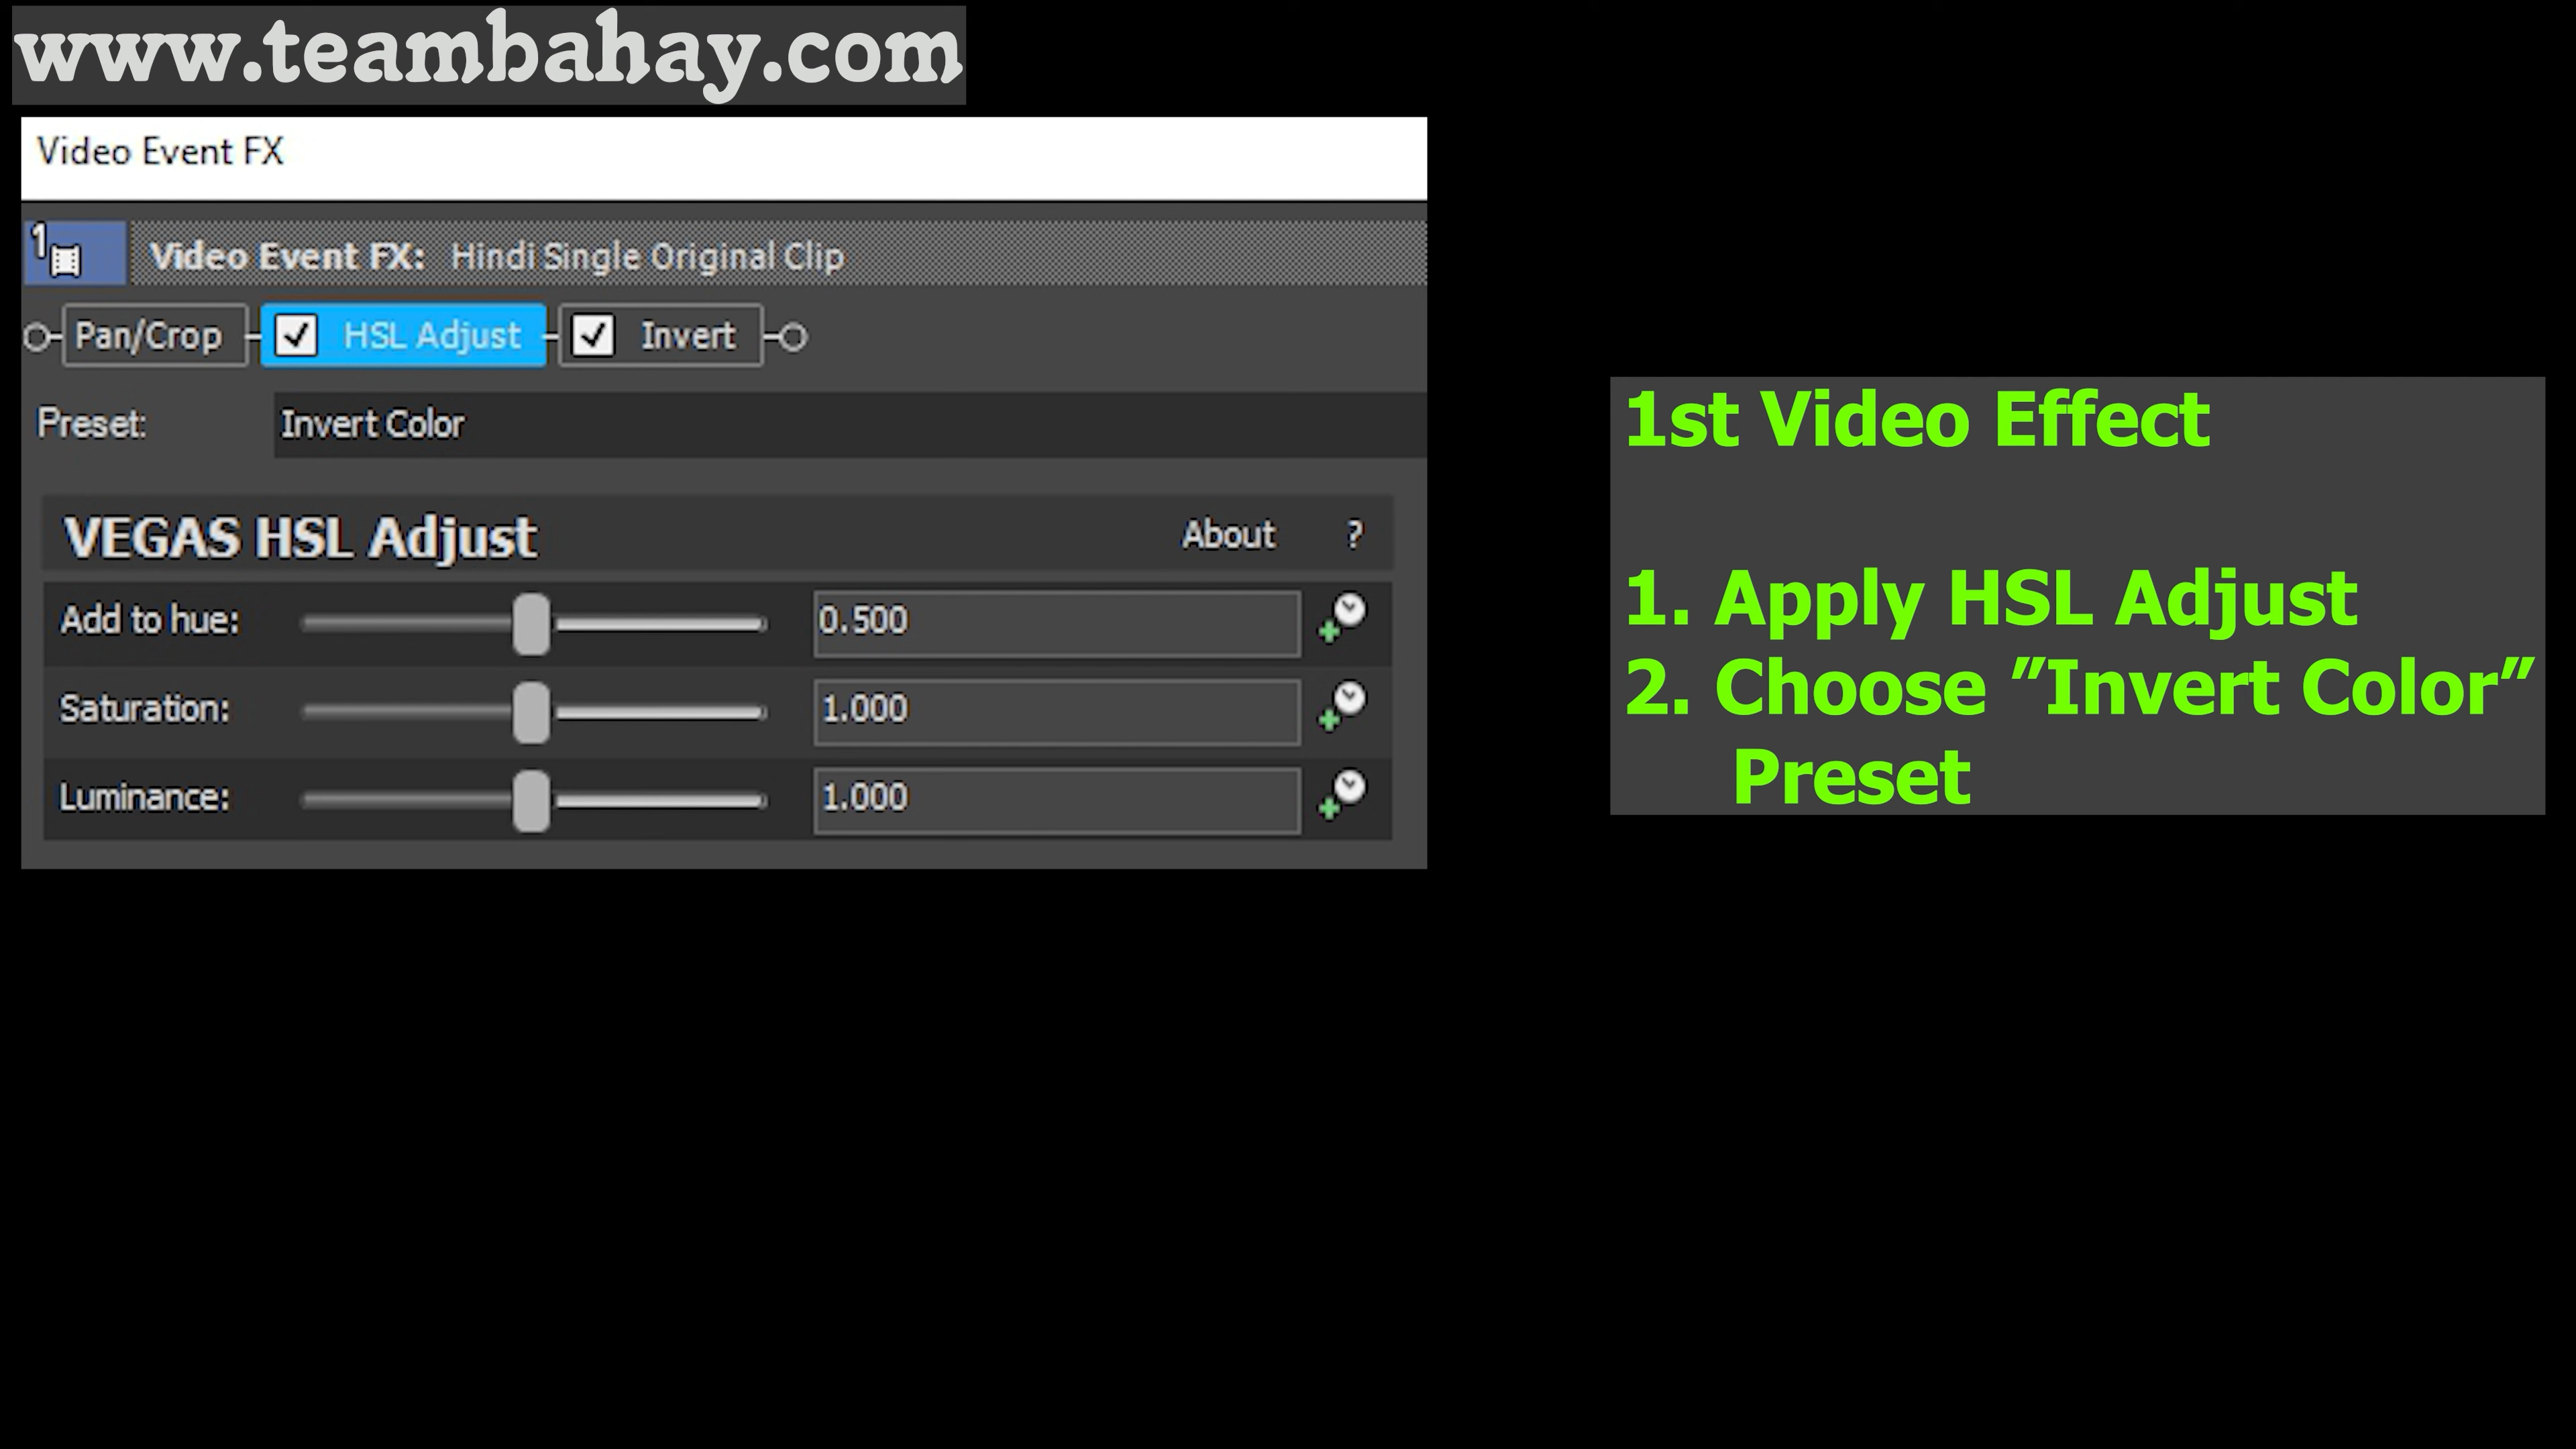 www.teambahay.com
Video Event FX
1
Video Event FX: Hindi Single Original Clip
Pan/Crop HSL Adjust Invert
Preset: Invert Color
VEGAS HSL Adjust About ?
Add to hue: 0.500
Saturation: 1.000
Luminance: 1.000
1st Video Effect
1. Apply HSL Adjust
2. Choose "Invert Color"
Preset